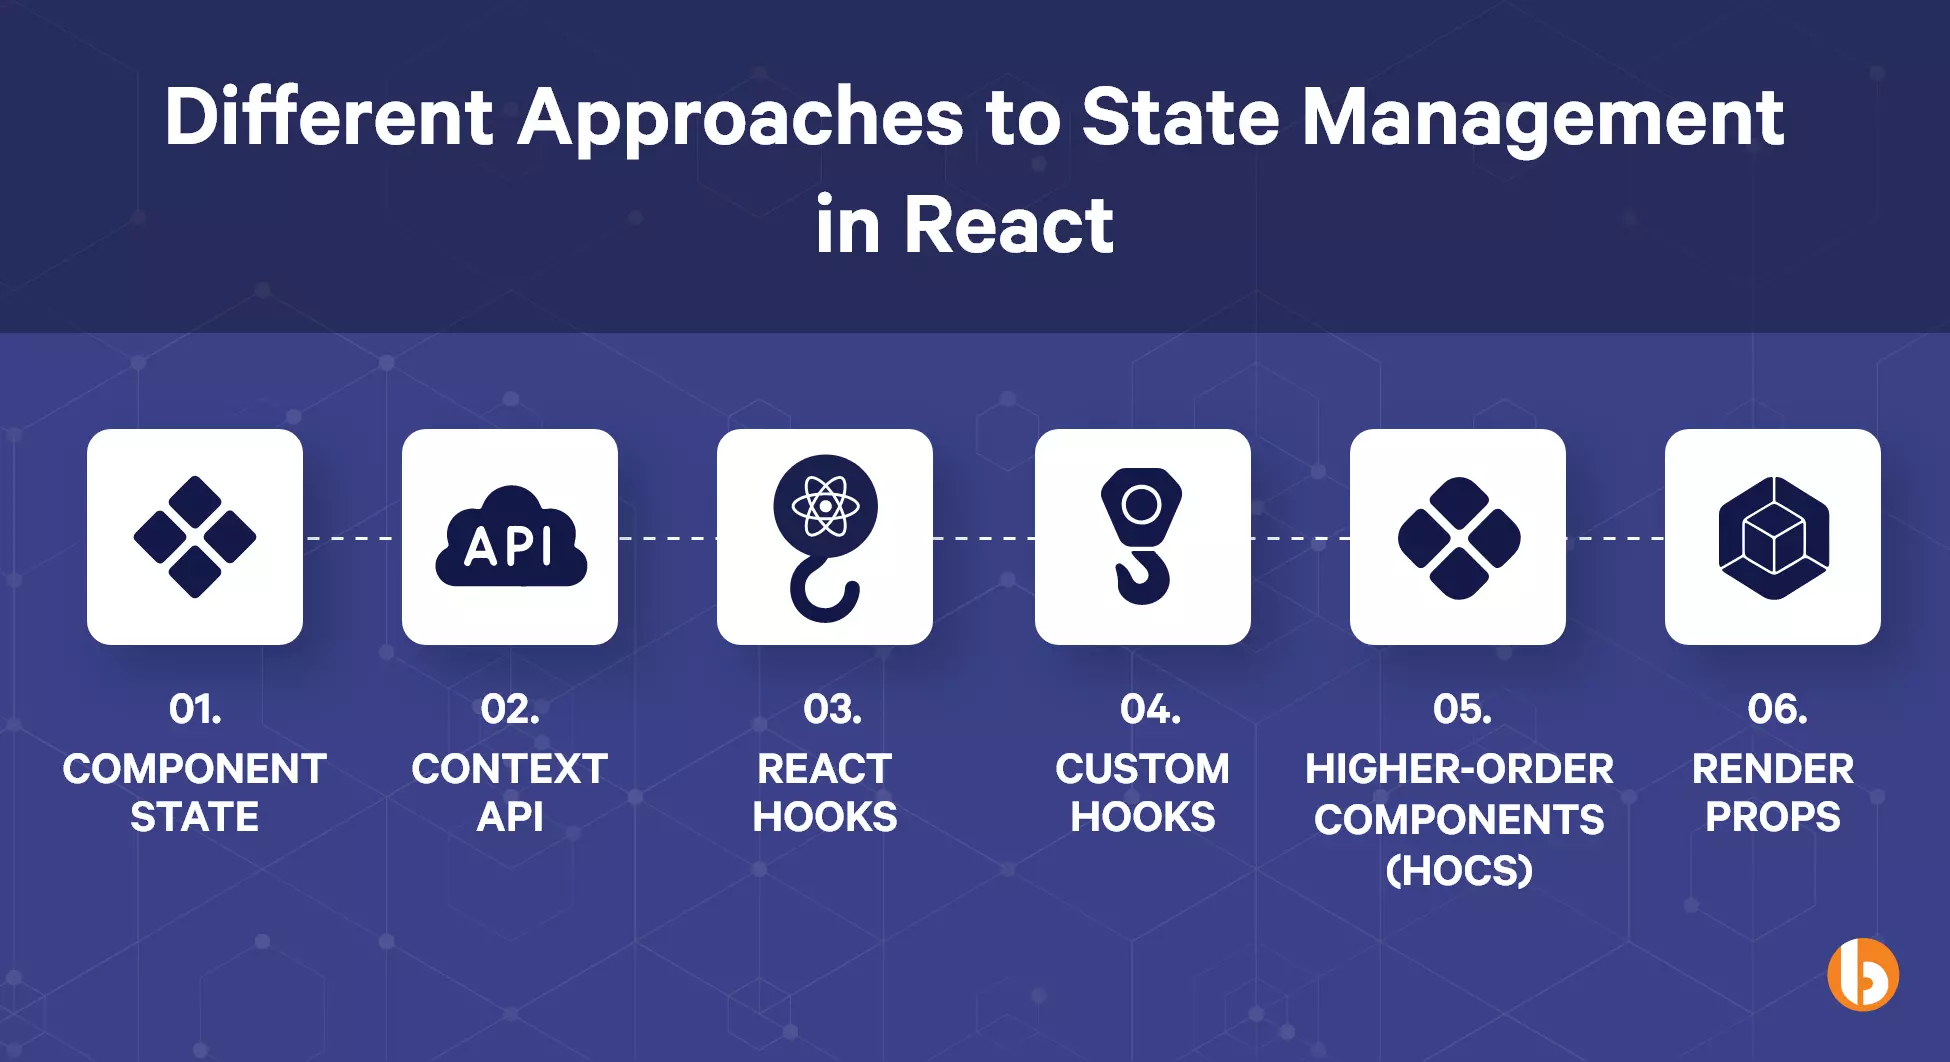 Different Approaches to State Management
in React
API
01.
COMPONENT
STATE
02.
CONTEXT
API
03.
REACT
HOOKS
04.
CUSTOM
HOOKS
05.
HIGHER-ORDER
COMPONENTS
(HOCS)
06.
RENDER
PROPS
b